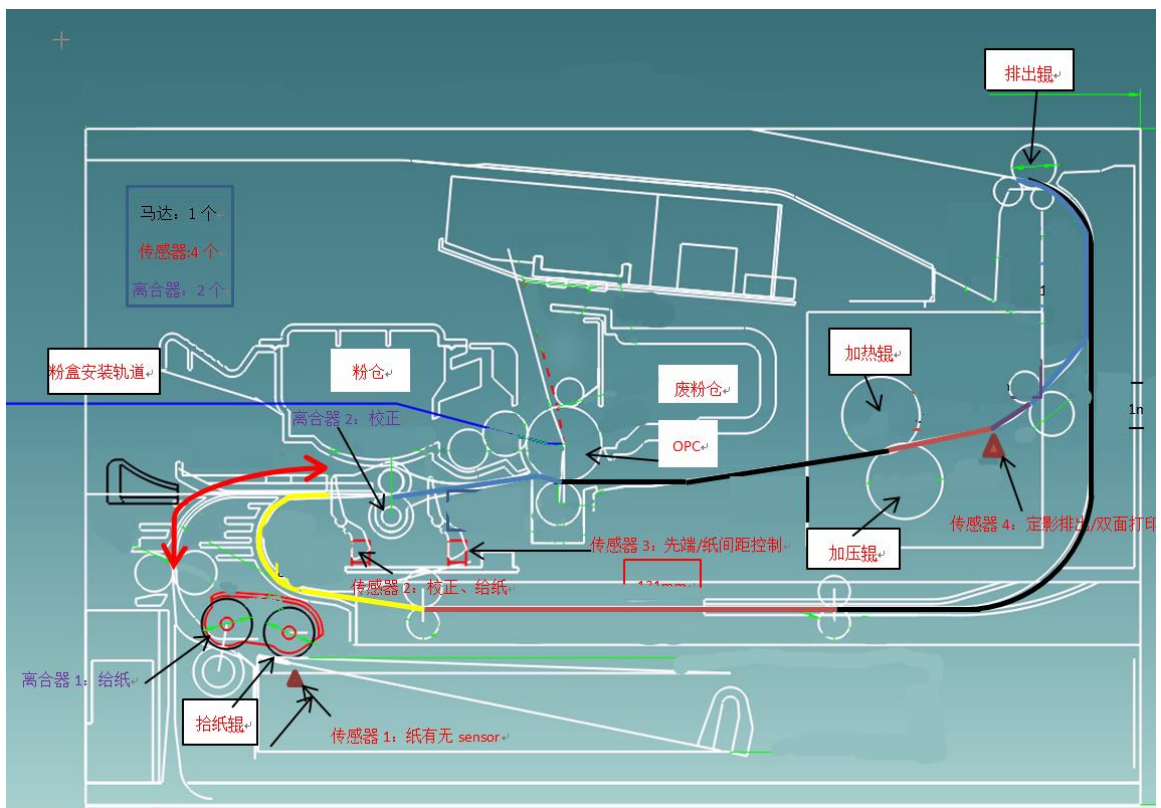 排出辊
马达：1 个
传感器:4 个
离合器：2 个
粉盒安装轨道
粉仓
废粉仓
加热辊
离合器 2：校正
OPC
1
1n
传感器 4：定影排出/双面打印
传感器 3：先端/纸间距控制
加压辊
131mm
传感器 2：校正、给纸
离合器 1：给纸
拾纸辊
传感器 1：纸有无 sensor